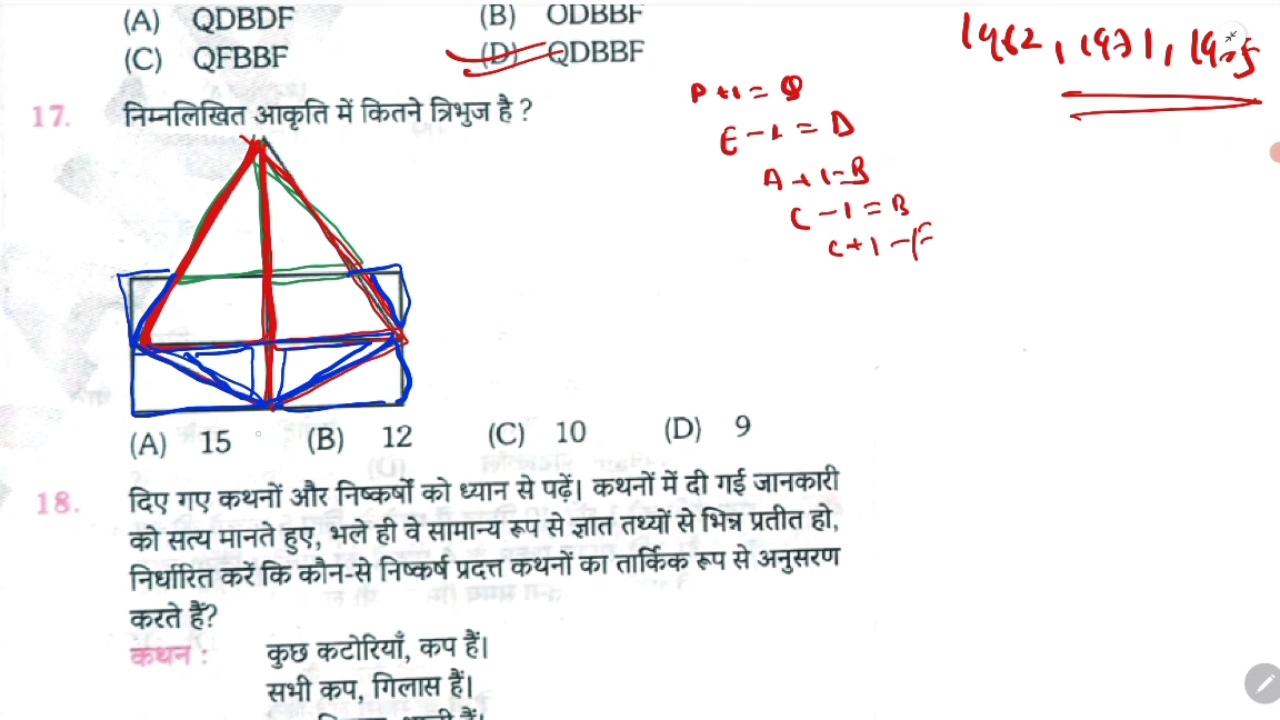 (A) QDBDF (B) ODBBF
(C) QFBBF (D) QDBBF
1962, 1971, 19
17. निम्नलिखित आकृति में कितने त्रिभुज है ?
P+1 = Q
E-1 = D
A+1=B
C-1=B
(A) 15 (B) 12 (C) 10 (D) 9
18. दिए गए कथनों और निष्कर्षों को ध्यान से पढ़ें। कथनों में दी गई जानकारी
को सत्य मानते हुए, भले ही वे सामान्य रूप से ज्ञात तथ्यों से भिन्न प्रतीत हो,
निर्धारित करें कि कौन-से निष्कर्ष प्रदत्त कथनों का तार्किक रूप से अनुसरण
करते हैं?
कथन : कुछ कटोरियाँ, कप हैं।
सभी कप, गिलास हैं।